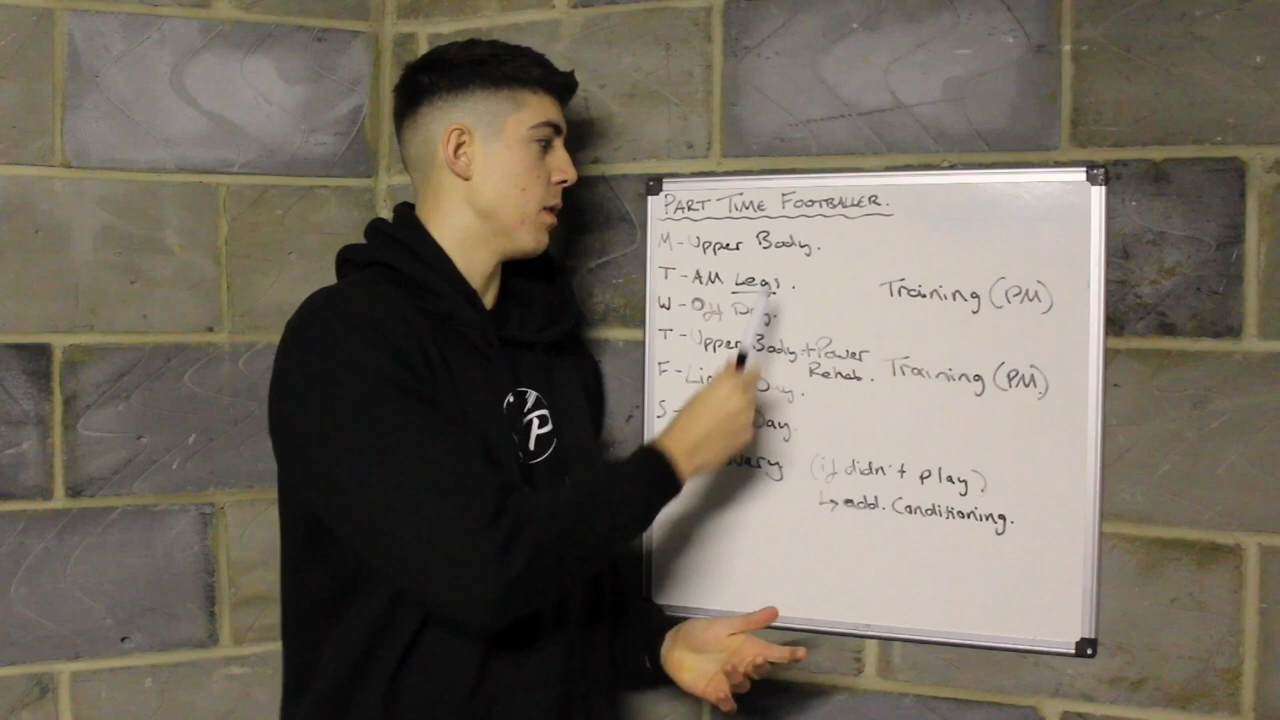 PART TIME FOOTBALLER.
M - Upper Body.
T - AM Legs. Training (PM)
W - Off Day.
T - Upper Body + Power
Rehab. Training (PM)
F - Day.
S - Day.
(if didn't play)
↳ add. Conditioning.
P